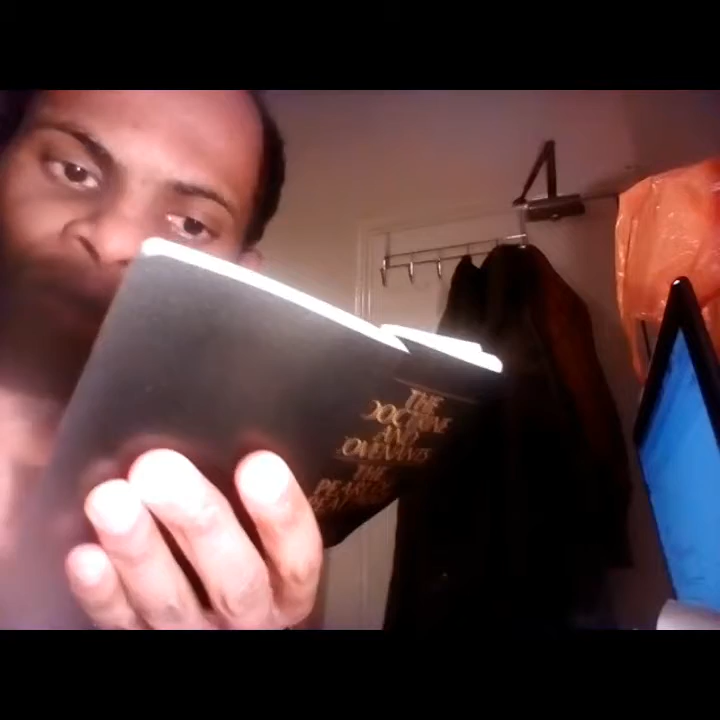 THE
DOCTRINE
AND
COVENANTS
THE